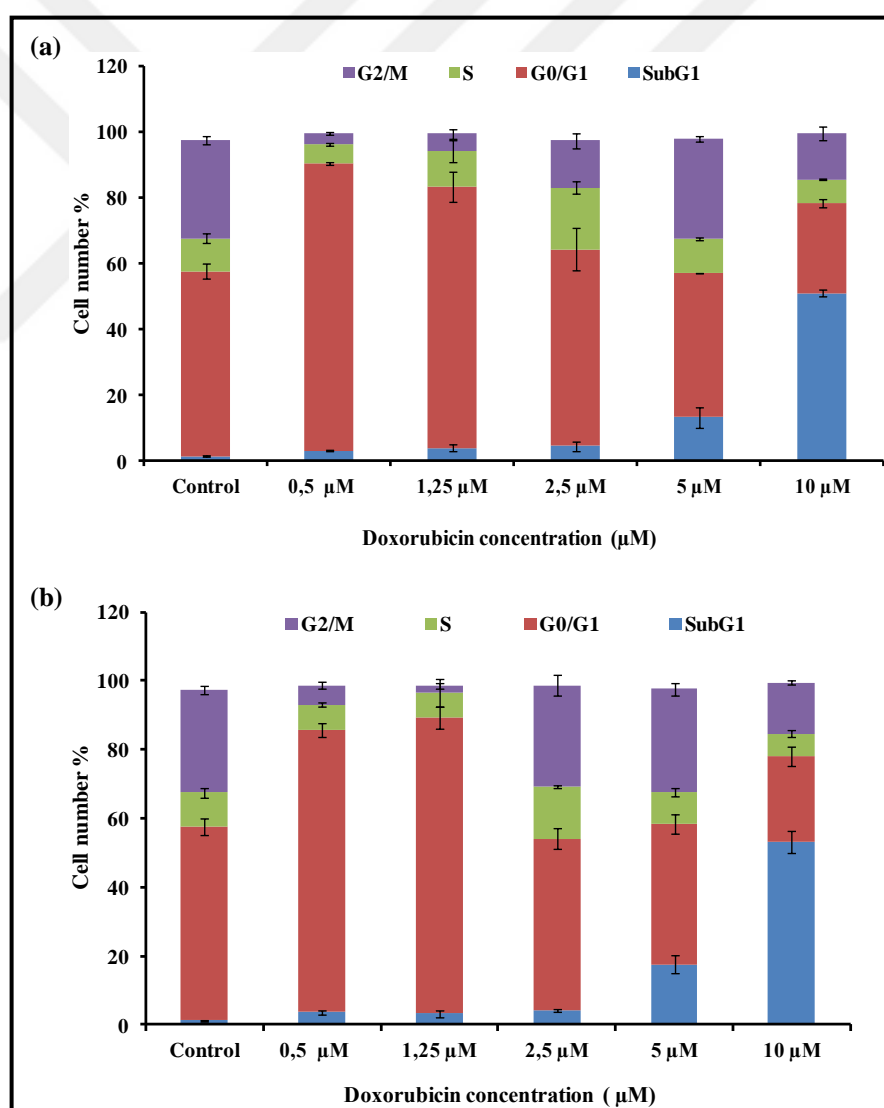 (a)
120
G2/M S G0/G1 SubG1
100
80
60
40
20
0
Cell number %
Control 0,5 µM 1,25 µM 2,5 µM 5 µM 10 µM
Doxorubicin concentration (µM)
(b)
120
G2/M S G0/G1 SubG1
100
80
60
40
20
0
Cell number %
Control 0,5 µM 1,25 µM 2,5 µM 5 µM 10 µM
Doxorubicin concentration ( µM)